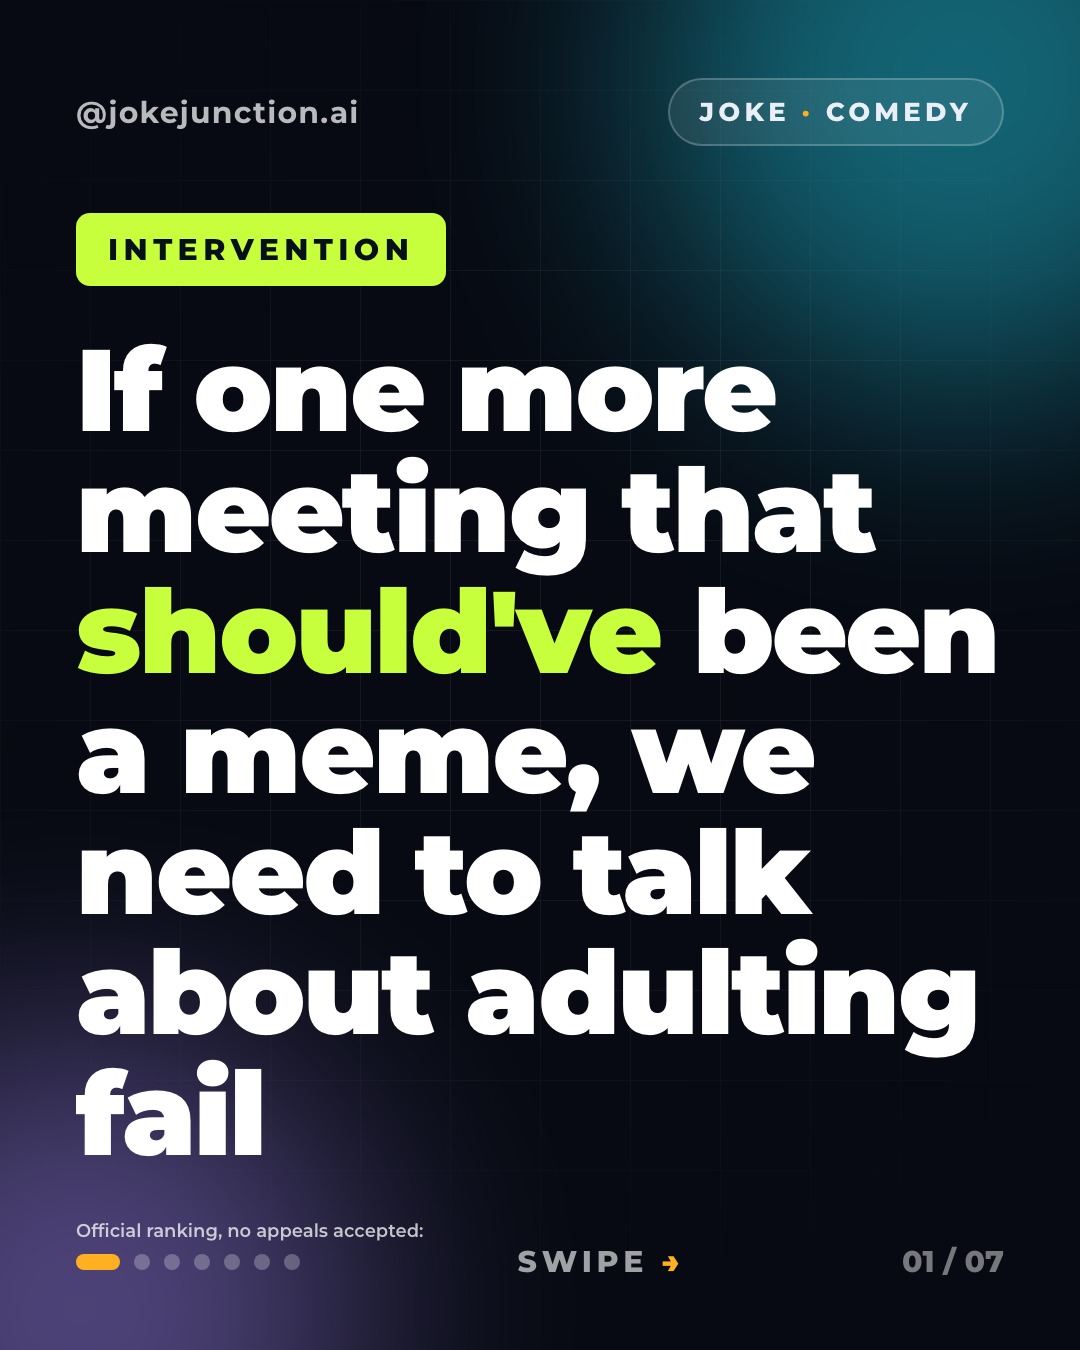 @jokejunction.ai
JOKE · COMEDY
INTERVENTION
If one more
meeting that
should've been
a meme, we
need to talk
about adulting
fail
Official ranking, no appeals accepted:
SWIPE →
01 / 07